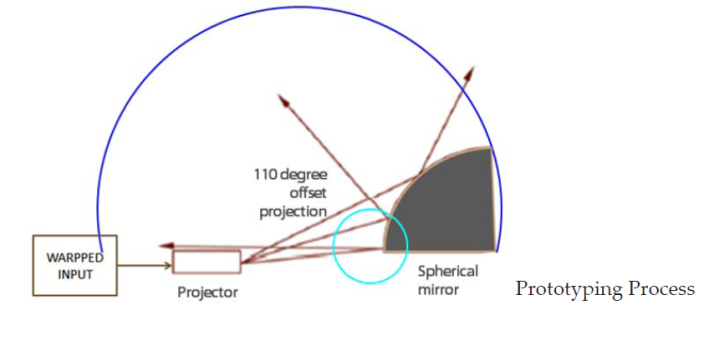 110 degree
offset
projection
WARPPED
INPUT
Projector
Spherical
mirror
Prototyping Process